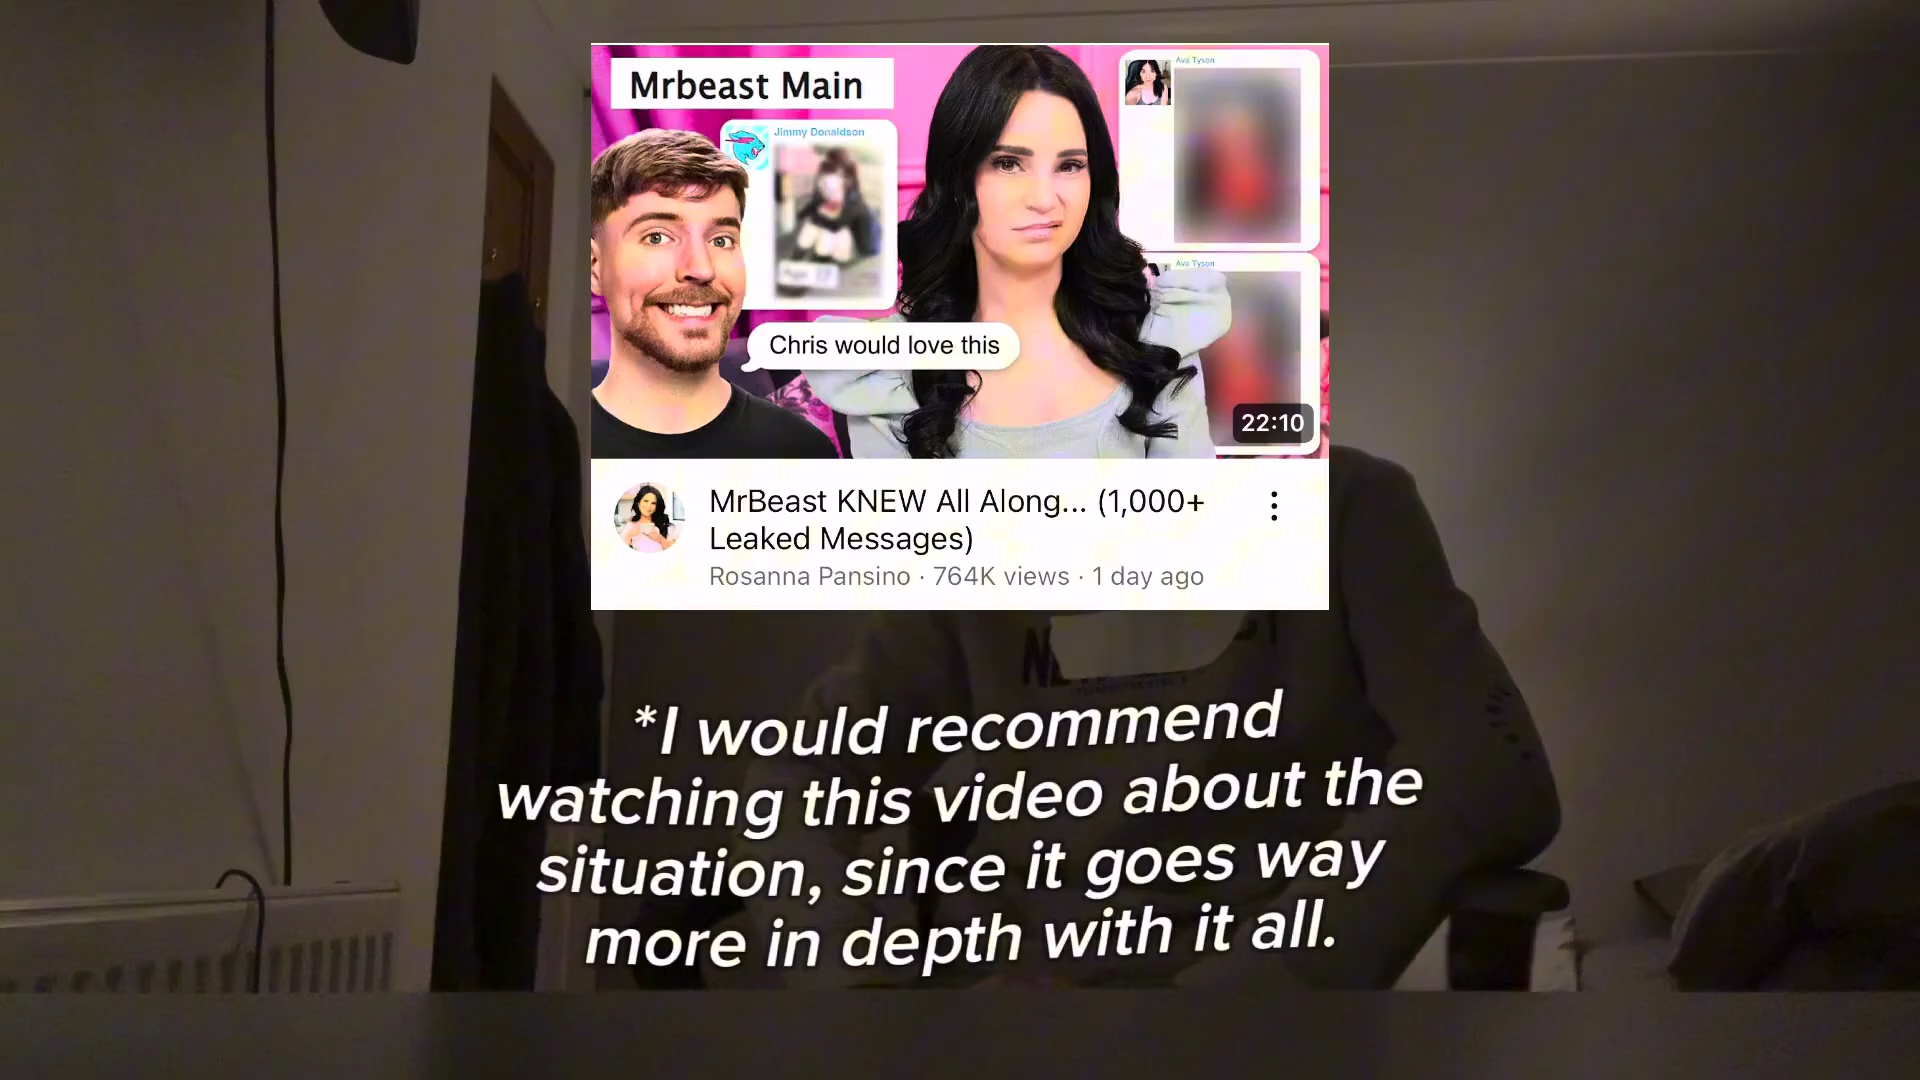 Mrbeast Main
Jimmy Donaldson
Ava Tyson
Chris would love this
Ava Tyson
22:10
MrBeast KNEW All Along... (1,000+
Leaked Messages)
Rosanna Pansino · 764K views · 1 day ago
*I would recommend
watching this video about the
situation, since it goes way
more in depth with it all.